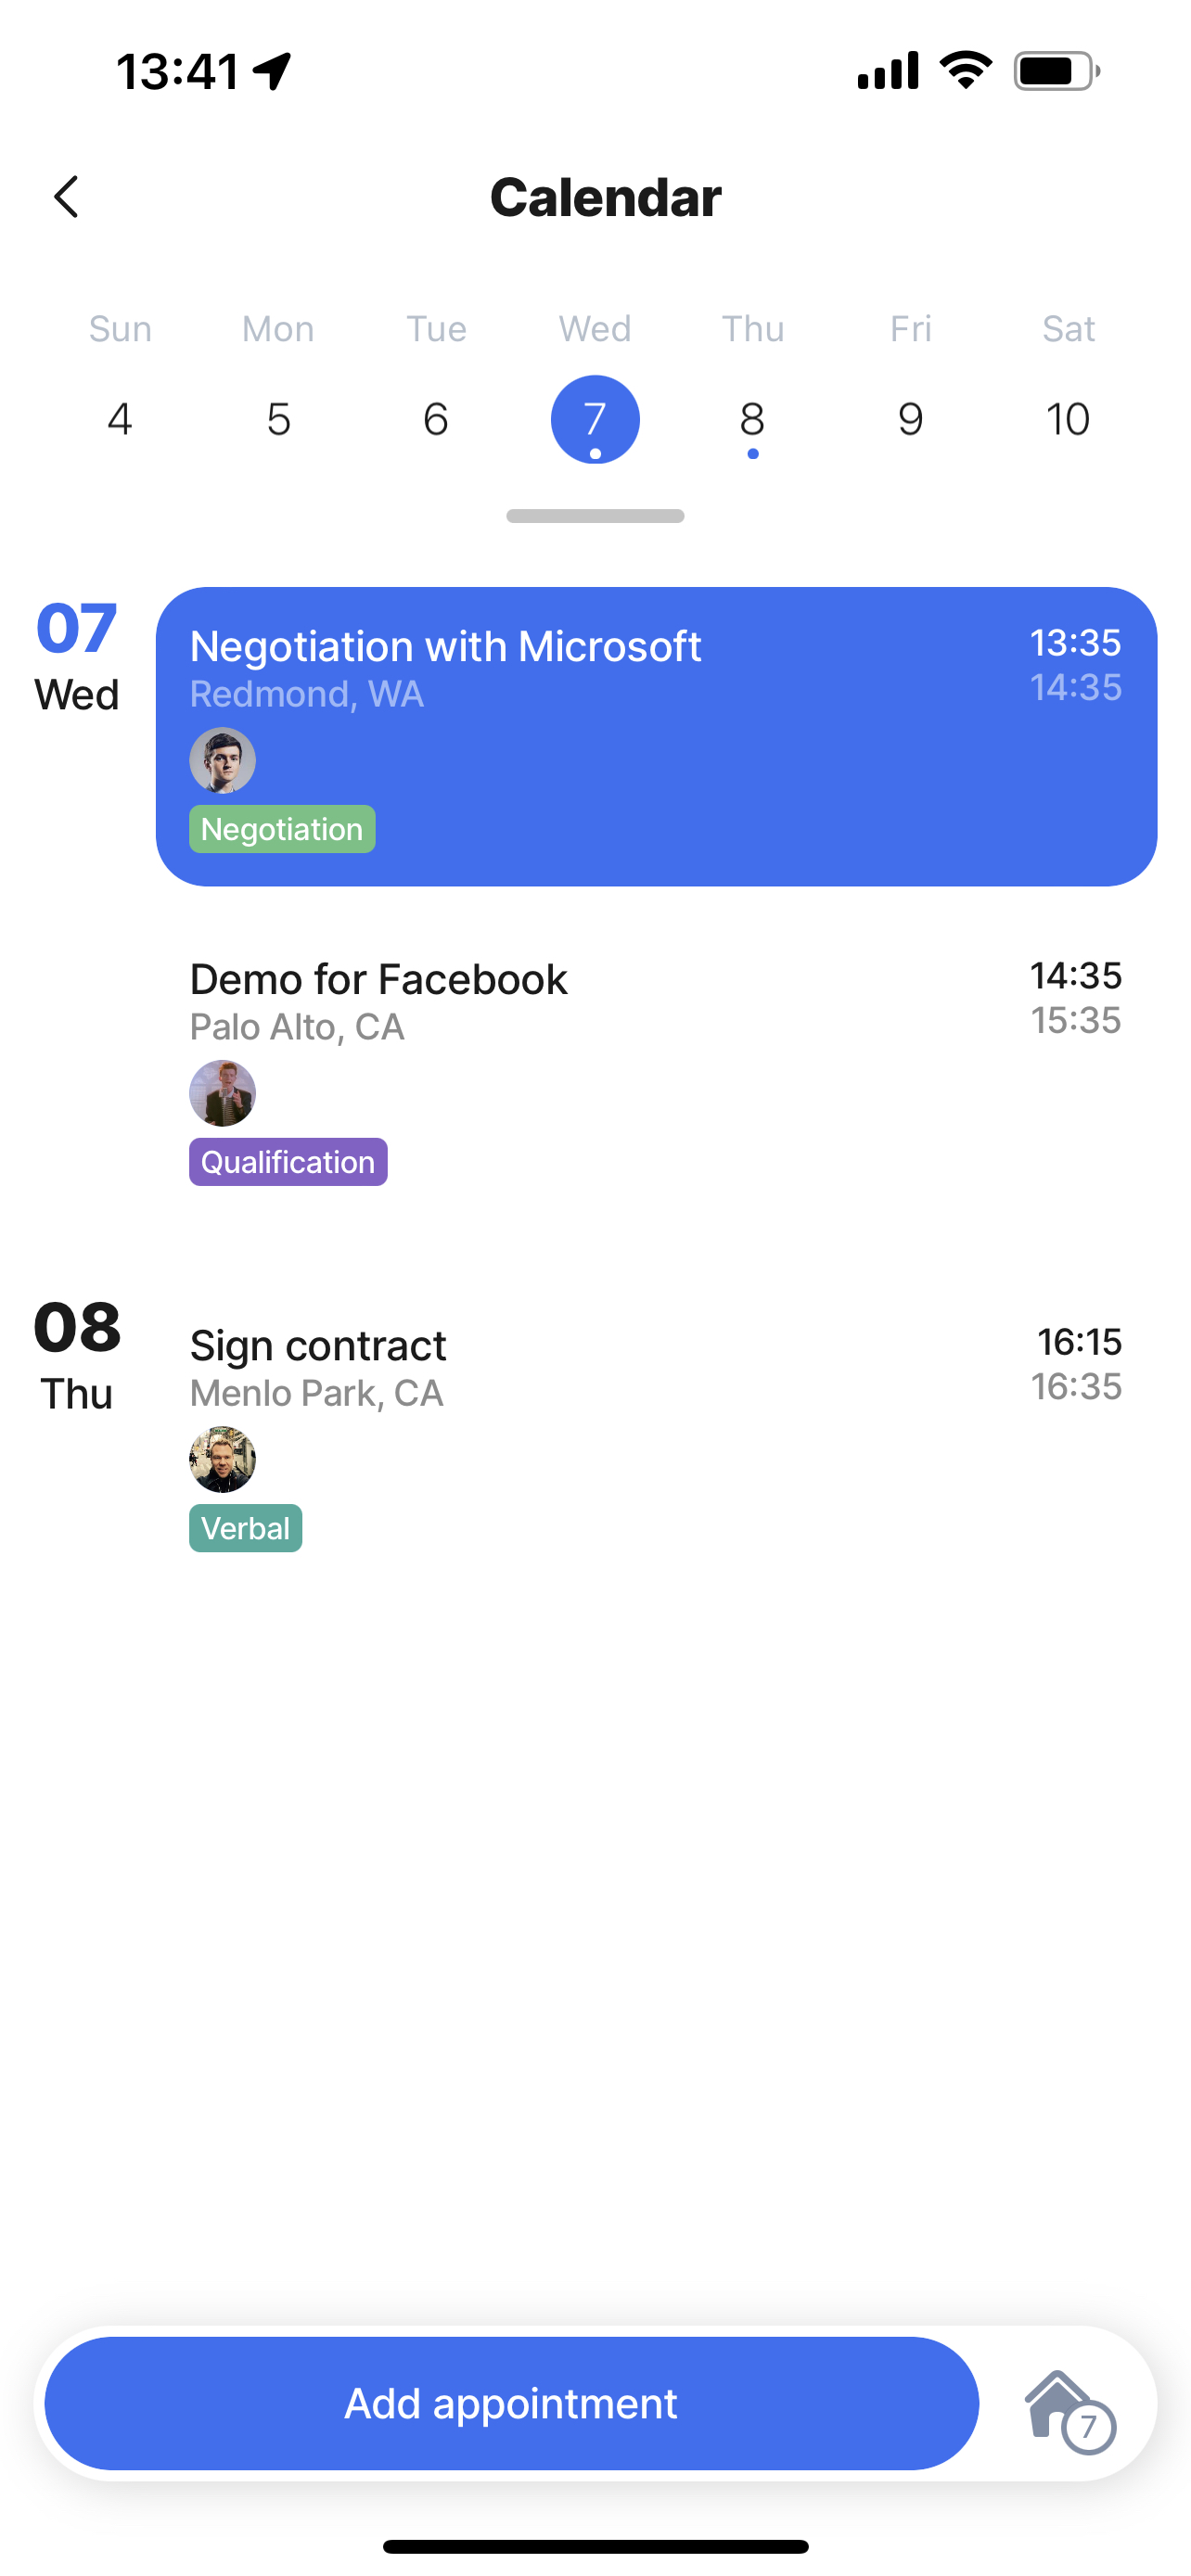 13:41
Calendar
Sun Mon Tue Wed Thu Fri Sat
4 5 6 7 8 9 10
07
Wed
Negotiation with Microsoft 13:35
Redmond, WA 14:35
Negotiation
Demo for Facebook 14:35
Palo Alto, CA 15:35
Qualification
08
Thu
Sign contract 16:15
Menlo Park, CA 16:35
Verbal
Add appointment
7